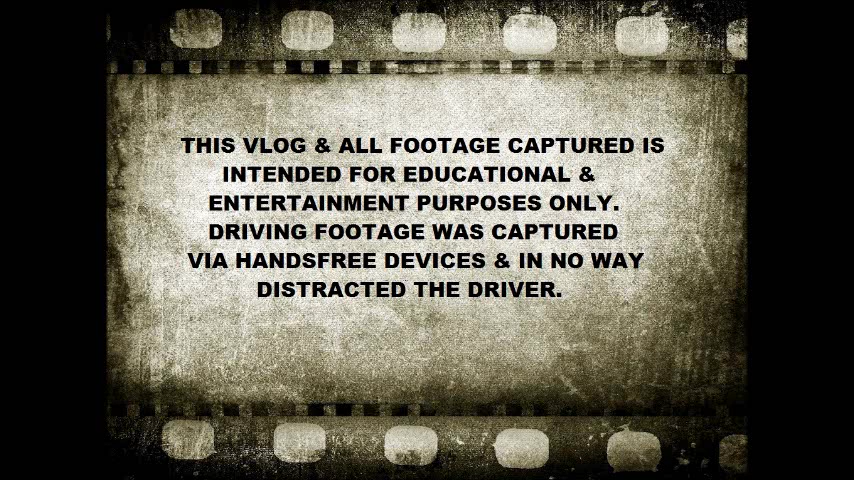 THIS VLOG & ALL FOOTAGE CAPTURED IS
INTENDED FOR EDUCATIONAL &
ENTERTAINMENT PURPOSES ONLY.
DRIVING FOOTAGE WAS CAPTURED
VIA HANDSFREE DEVICES & IN NO WAY
DISTRACTED THE DRIVER.